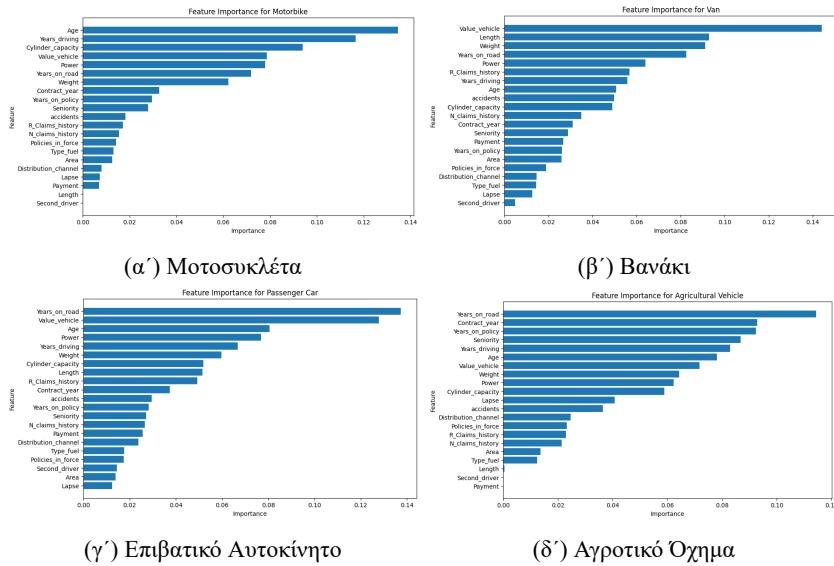 Feature Importance for Motorbike
Age
Years_driving
Cylinder_capacity
Value_vehicle
Power
Years_on_road
Weight
Contract_year
Years_on_policy
Seniority
accidents
R_Claims_history
N_claims_history
Policies_in_force
Type_fuel
Area
Distribution_channel
Lapse
Payment
Length
Second_driver
Feature
0.00 0.02 0.04 0.06 0.08 0.10 0.12 0.14
Importance
(α΄) Μοτοσυκλέτα
Feature Importance for Van
Value_vehicle
Length
Weight
Years_on_road
Power
R_Claims_history
Years_driving
Age
accidents
Cylinder_capacity
N_claims_history
Contract_year
Seniority
Payment
Years_on_policy
Area
Policies_in_force
Distribution_channel
Type_fuel
Lapse
Second_driver
Feature
0.00 0.02 0.04 0.06 0.08 0.10 0.12 0.14
Importance
(β΄) Βανάκι
Feature Importance for Passenger Car
Years_on_road
Value_vehicle
Age
Power
Years_driving
Weight
Cylinder_capacity
Length
R_Claims_history
Contract_year
accidents
Years_on_policy
Seniority
N_claims_history
Payment
Distribution_channel
Type_fuel
Policies_in_force
Second_driver
Area
Lapse
Feature
0.00 0.02 0.04 0.06 0.08 0.10 0.12 0.14
Importance
(γ΄) Επιβατικό Αυτοκίνητο
Feature Importance for Agricultural Vehicle
Years_on_road
Contract_year
Years_on_policy
Seniority
Years_driving
Age
Value_vehicle
Weight
Power
Cylinder_capacity
Lapse
accidents
Distribution_channel
Policies_in_force
R_Claims_history
N_claims_history
Area
Type_fuel
Length
Second_driver
Payment
Feature
0.00 0.02 0.04 0.06 0.08 0.10 0.12
Importance
(δ΄) Αγροτικό Όχημα